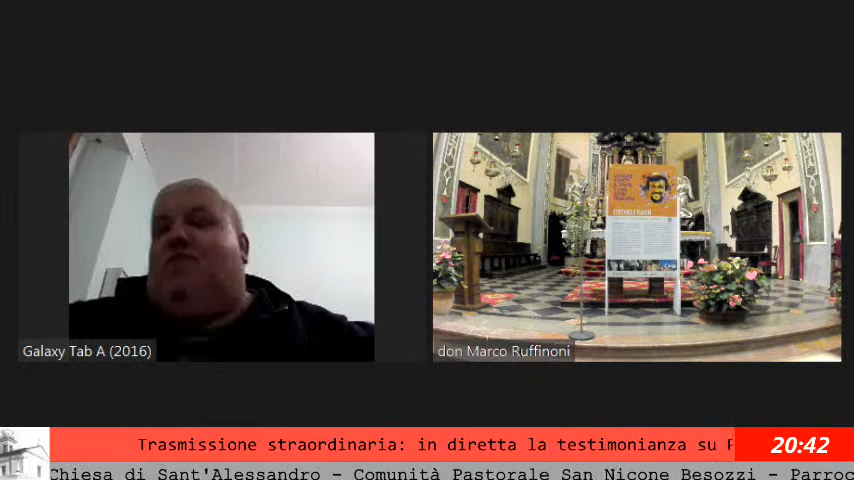 Galaxy Tab A (2016)
don Marco Ruffinoni
Trasmissione straordinaria: in diretta la testimonianza su
20:42
Chiesa di Sant'Alessandro - Comunità Pastorale San Nicone Besozzi - Parroc